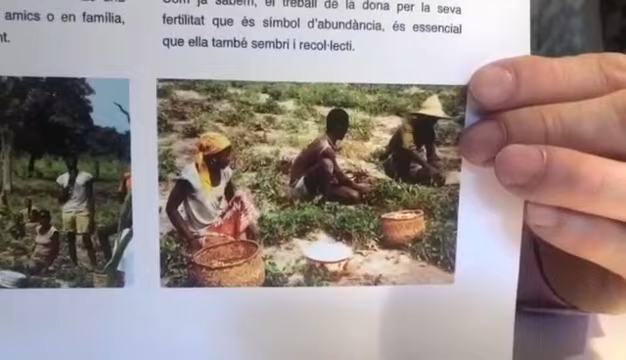 amics o en família,
nt.
Com ja sabem, el treball de la dona per la seva
fertilitat que és símbol d'abundància, és essencial
que ella també sembri i recol·lecti.